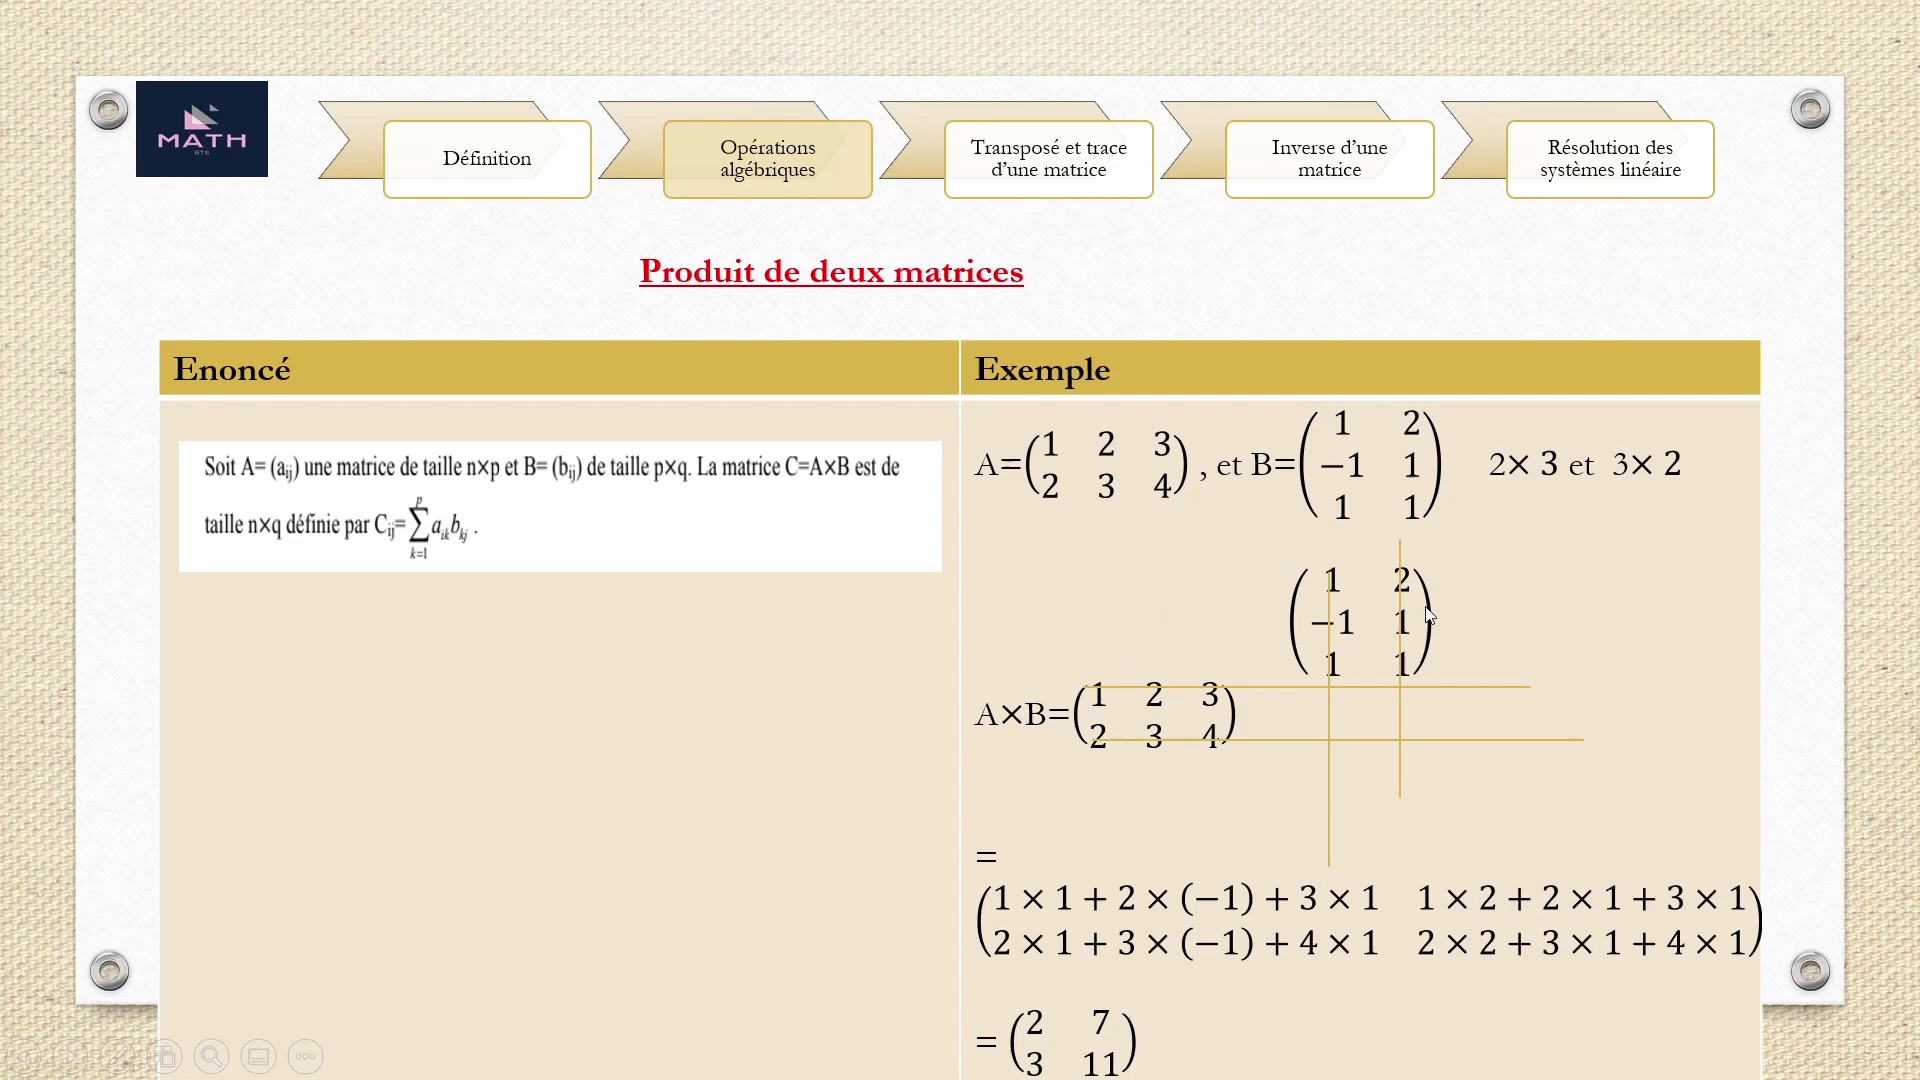 MATH
BTS
Définition
Opérations
algébriques
Transposé et trace
d’une matrice
Inverse d’une
matrice
Résolution des
systèmes linéaire
Produit de deux matrices
Enoncé
Exemple
Soit A= (aij) une matrice de taille n×p et B= (bij) de taille p×q. La matrice C=A×B est de
taille n×q définie par Cij= ∑ k=1 p aik bkj .
A= (1 2 3
2 3 4) , et B= (1 2
−1 1
1 1) 2× 3 et 3× 2
(1 2
−1 1
1 1)
A×B= (1 2 3
2 3 4)
=
(1 × 1 + 2 × (−1) + 3 × 1 1 × 2 + 2 × 1 + 3 × 1
2 × 1 + 3 × (−1) + 4 × 1 2 × 2 + 3 × 1 + 4 × 1)
= (2 7
3 11)